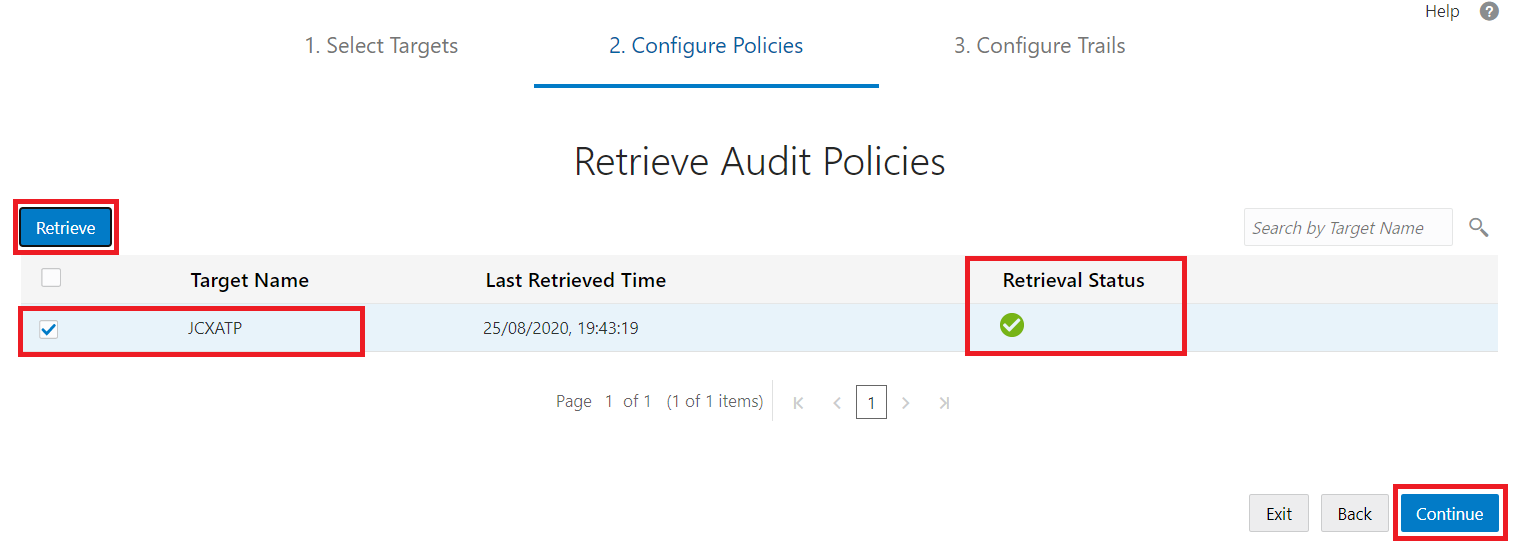 Help ?
1. Select Targets 2. Configure Policies 3. Configure Trails
Retrieve Audit Policies
Retrieve Search by Target Name
Target Name Last Retrieved Time Retrieval Status
JCXATP 25/08/2020, 19:43:19
Page 1 of 1 (1 of 1 items) 1
Exit Back Continue